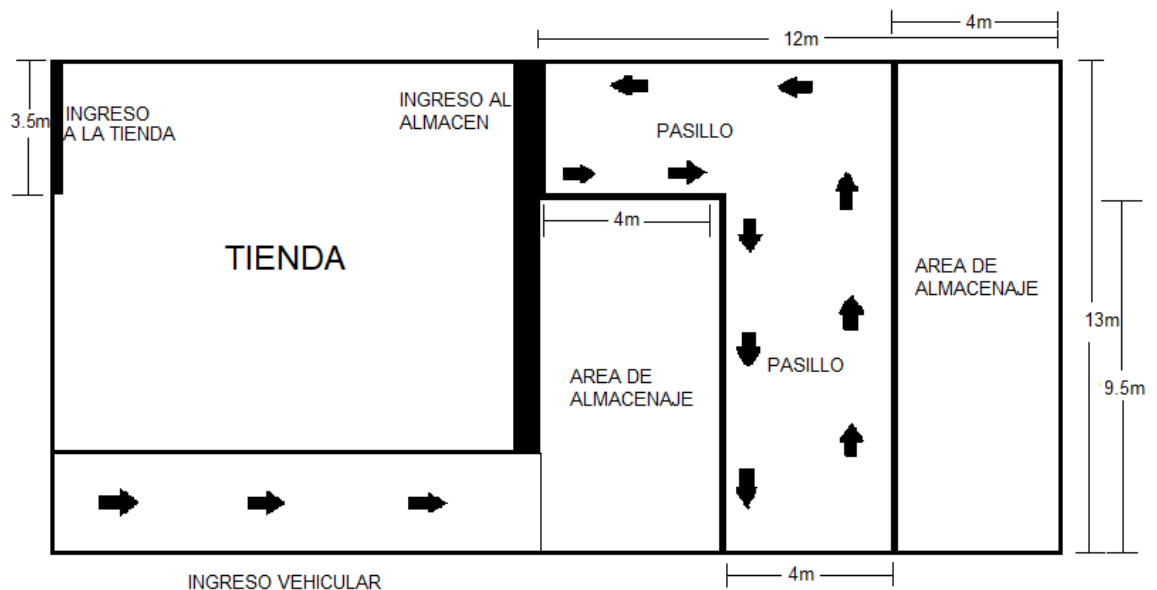 4m
12m
3.5m
INGRESO
A LA TIENDA
INGRESO AL
ALMACEN
PASILLO
4m
TIENDA
AREA DE
ALMACENAJE
13m
PASILLO
AREA DE
ALMACENAJE
9.5m
4m
INGRESO VEHICULAR